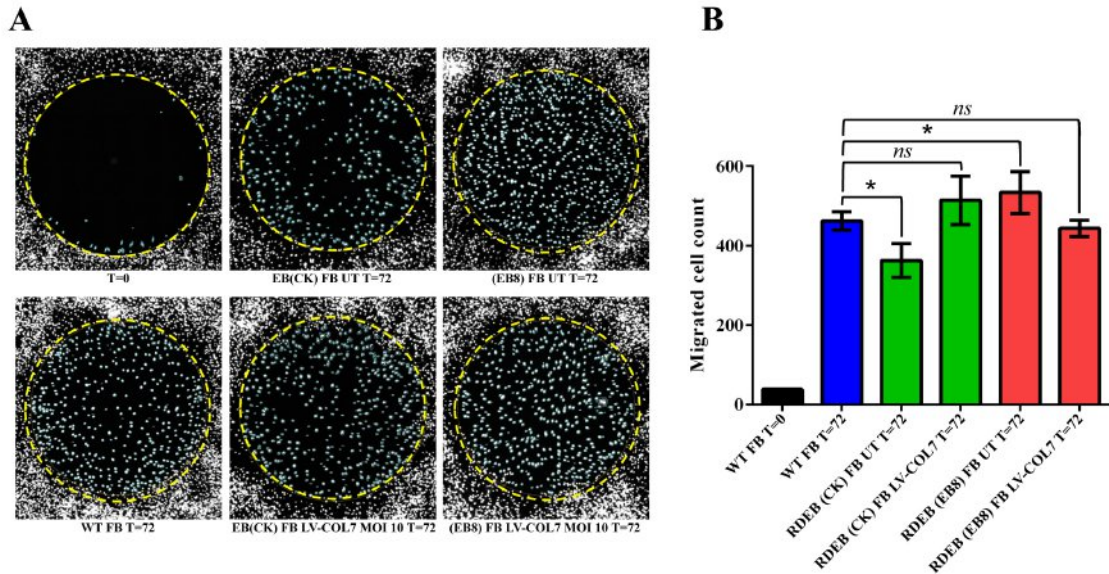 A
T=0
EB(CK) FB UT T=72
(EB8) FB UT T=72
WT FB T=72
EB(CK) FB LV-COL7 MOI 10 T=72
(EB8) FB LV-COL7 MOI 10 T=72
B
ns
*
ns
*
Migrated cell count
600
400
200
0
WT FB T=0
WT FB T=72
RDEB (CK) FB UT T=72
RDEB (CK) FB LV-COL7 T=72
RDEB (EB8) FB UT T=72
RDEB (EB8) FB LV-COL7 T=72